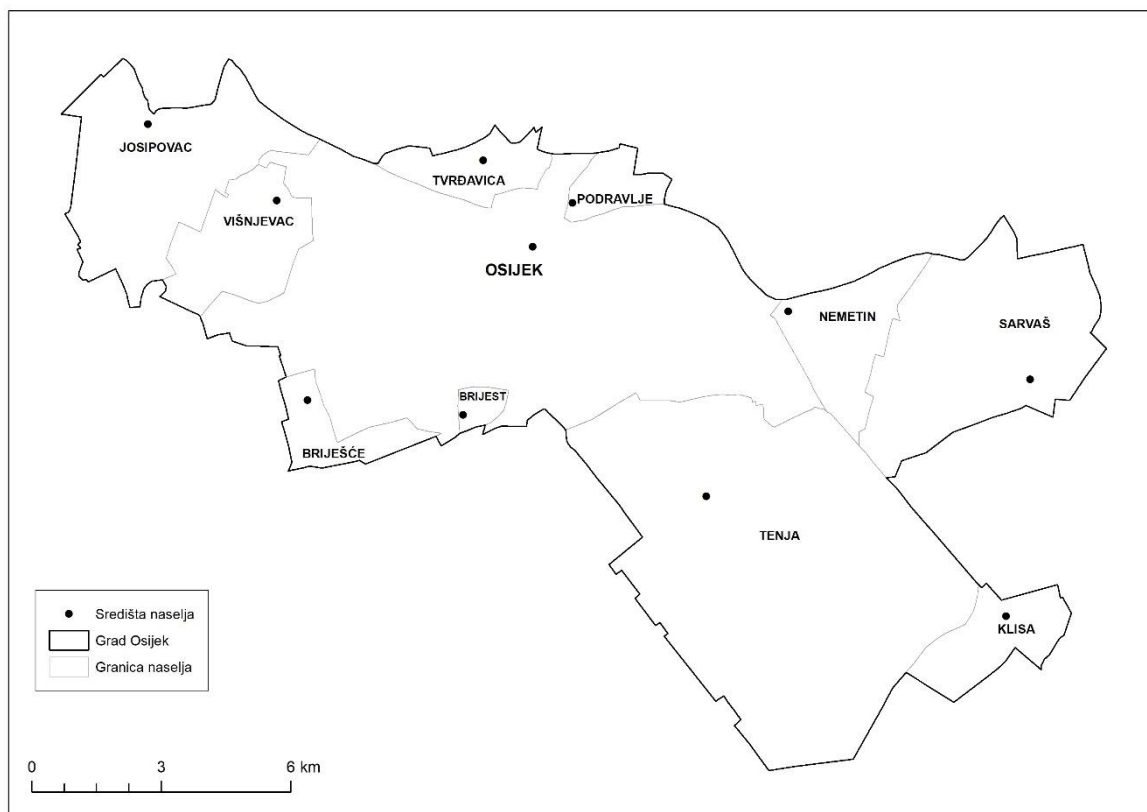 JOSIPOVAC
TVRĐAVICA
PODRAVLJE
VIŠNJEVAC
OSIJEK
NEMETIN
SARVAŠ
BRIJEST
BRIJEŠĆE
TENJA
KLISA
Središta naselja
Grad Osijek
Granica naselja
0 3 6 km